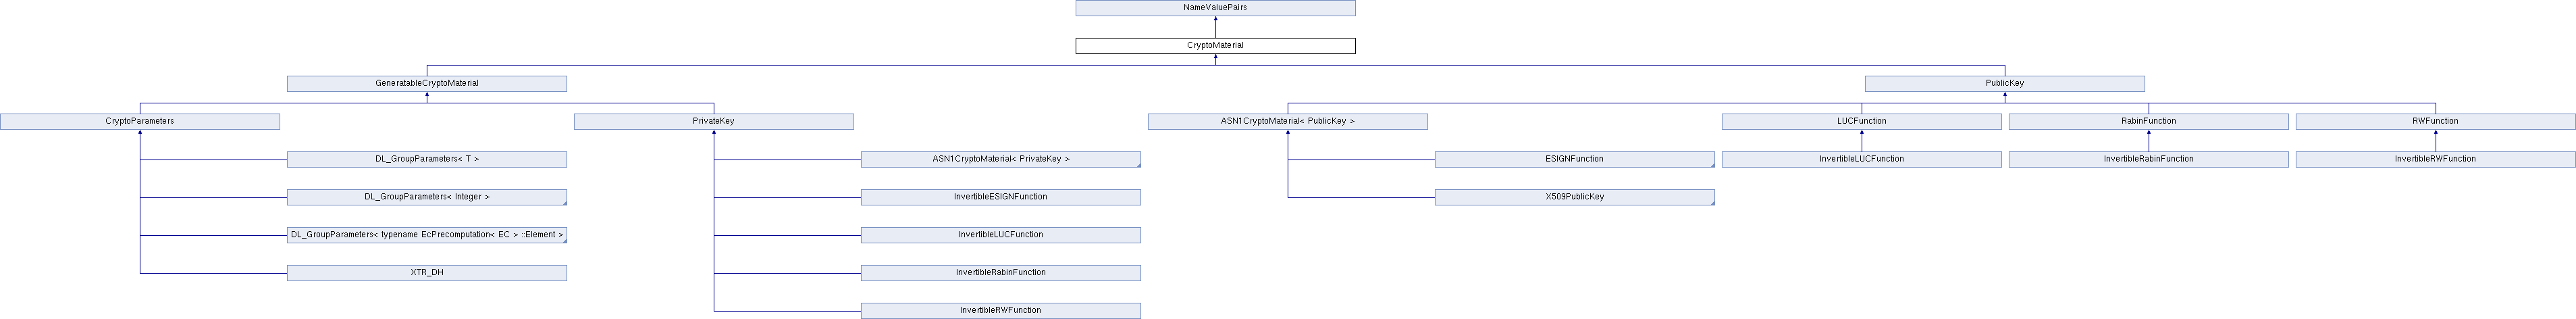 NameValuePairs
CryptoMaterial
GeneratableCryptoMaterial
PublicKey
CryptoParameters
PrivateKey
ASN1CryptoMaterial< PublicKey >
LUCFunction
RabinFunction
RWFunction
DL_GroupParameters< T >
ASN1CryptoMaterial< PrivateKey >
ESIGNFunction
InvertibleLUCFunction
InvertibleRabinFunction
InvertibleRWFunction
DL_GroupParameters< Integer >
InvertibleESIGNFunction
X509PublicKey
DL_GroupParameters< typename EcPrecomputation< EC > ::Element >
InvertibleLUCFunction
XTR_DH
InvertibleRabinFunction
InvertibleRWFunction